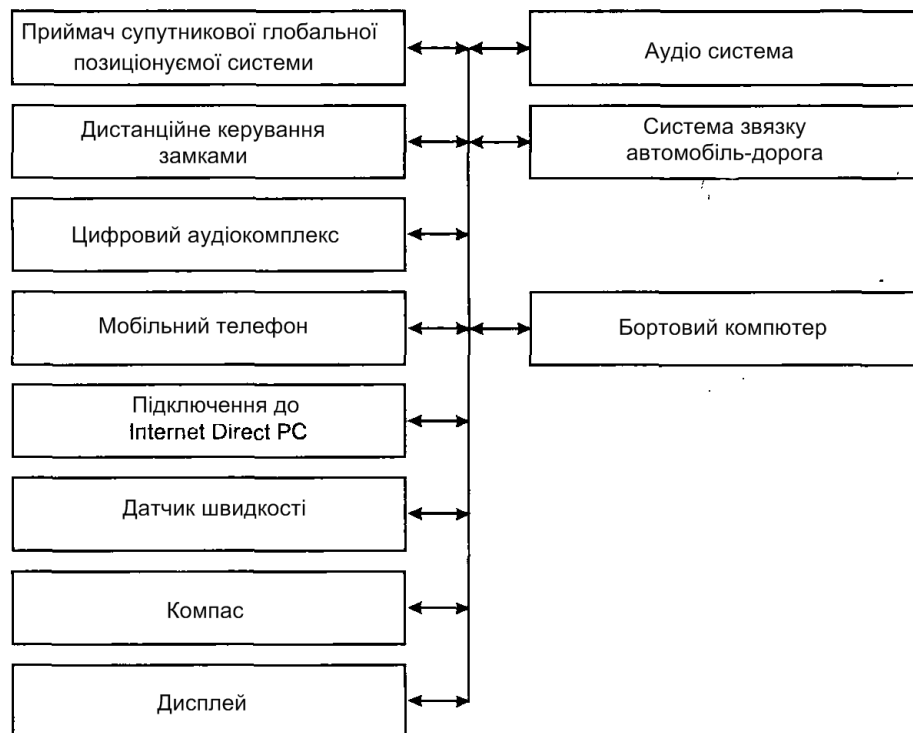 Приймач супутникової глобальної
позиціонуємої системи
Дистанційне керування
замками
Цифровий аудіокомплекс
Мобільний телефон
Підключення до
Internet Direct PC
Датчик швидкості
Компас
Дисплей
Аудіо система
Система звязку
автомобіль-дорога
Бортовий компютер